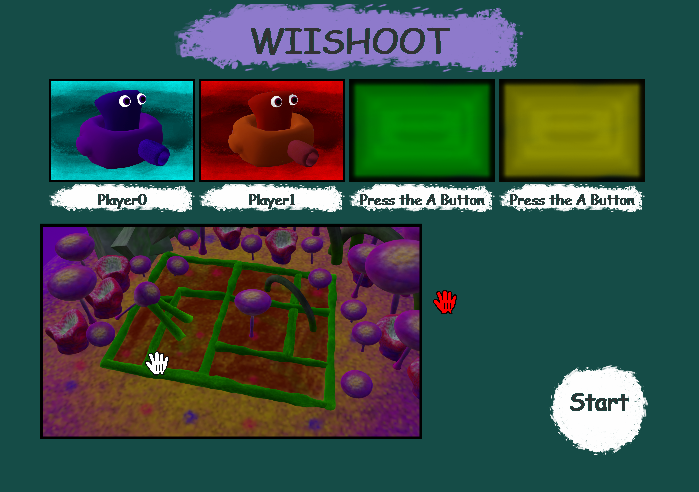 WIISHOOT
Player0
Player1
Press the A Button
Press the A Button
Start